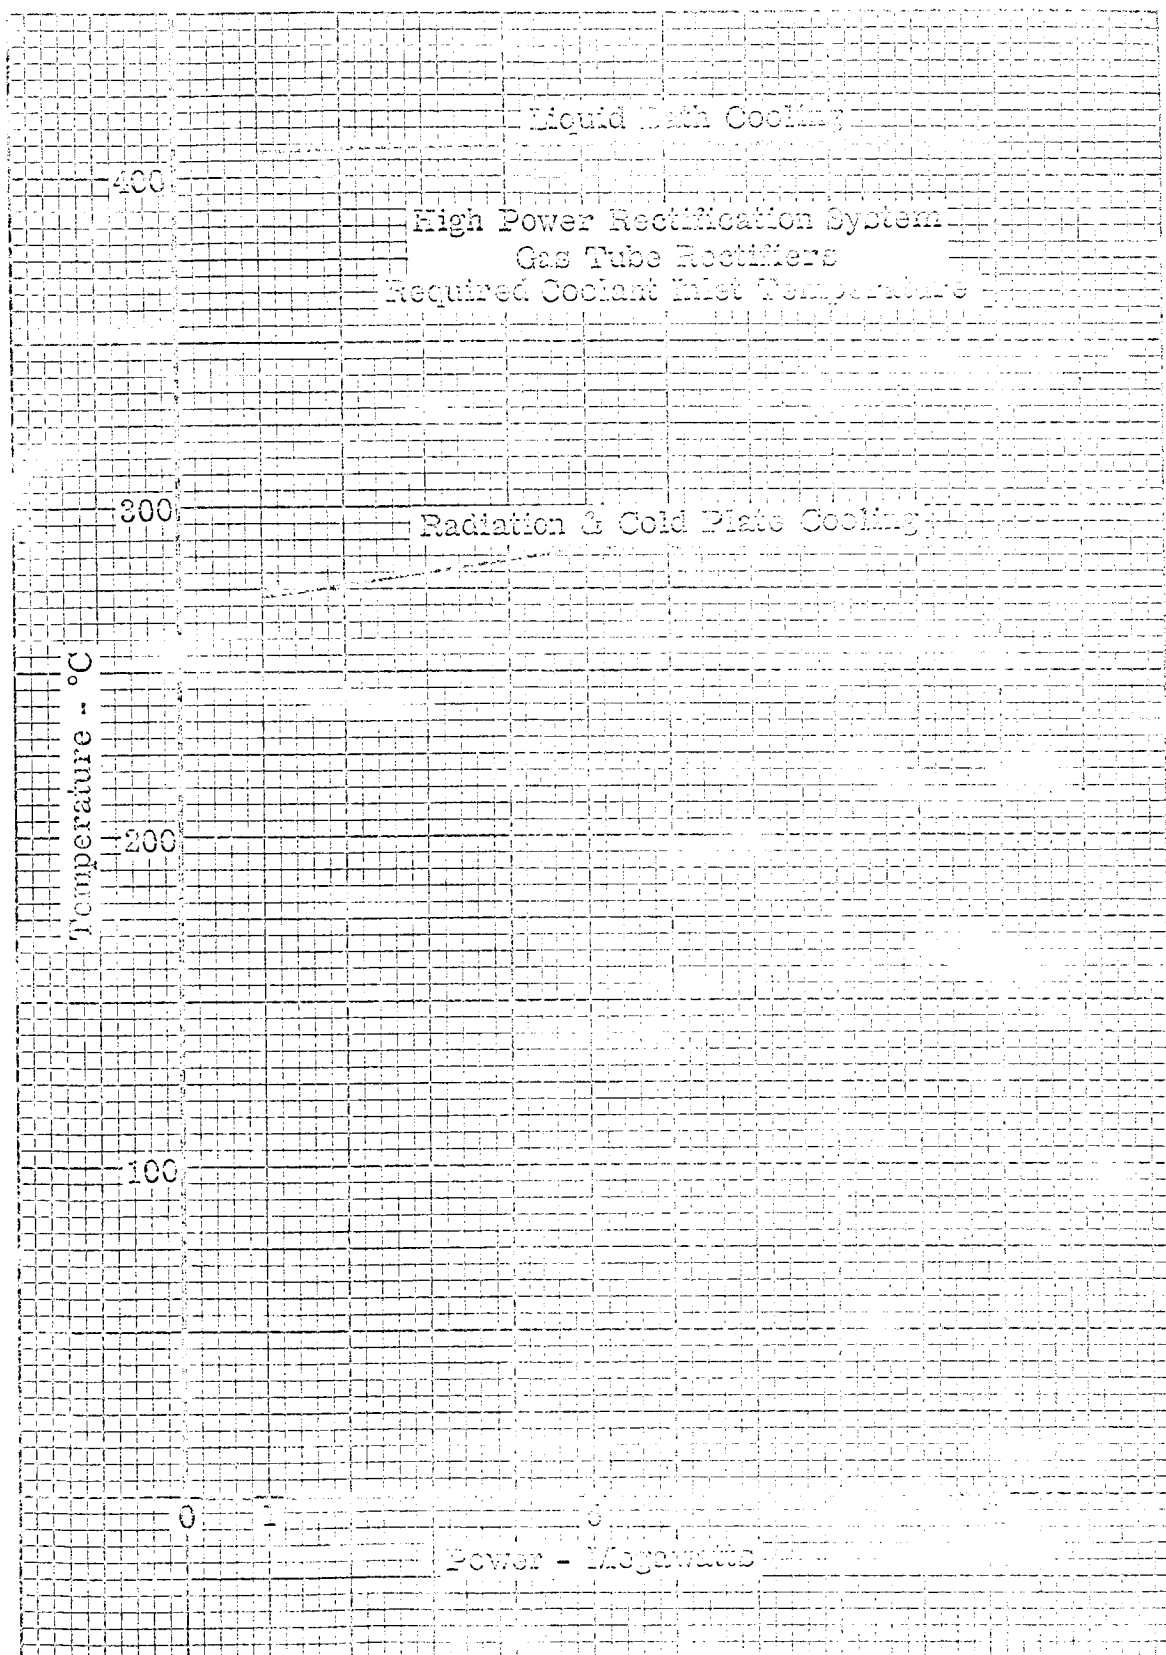 Liquid Bath Cooling
400
High Power Rectification System
Gas Tube Rectifiers
Required Coolant Inlet Temperature
300
Radiation & Cold Plate Cooling
Temperature - °C
200
100
0 1
Power - Megawatts